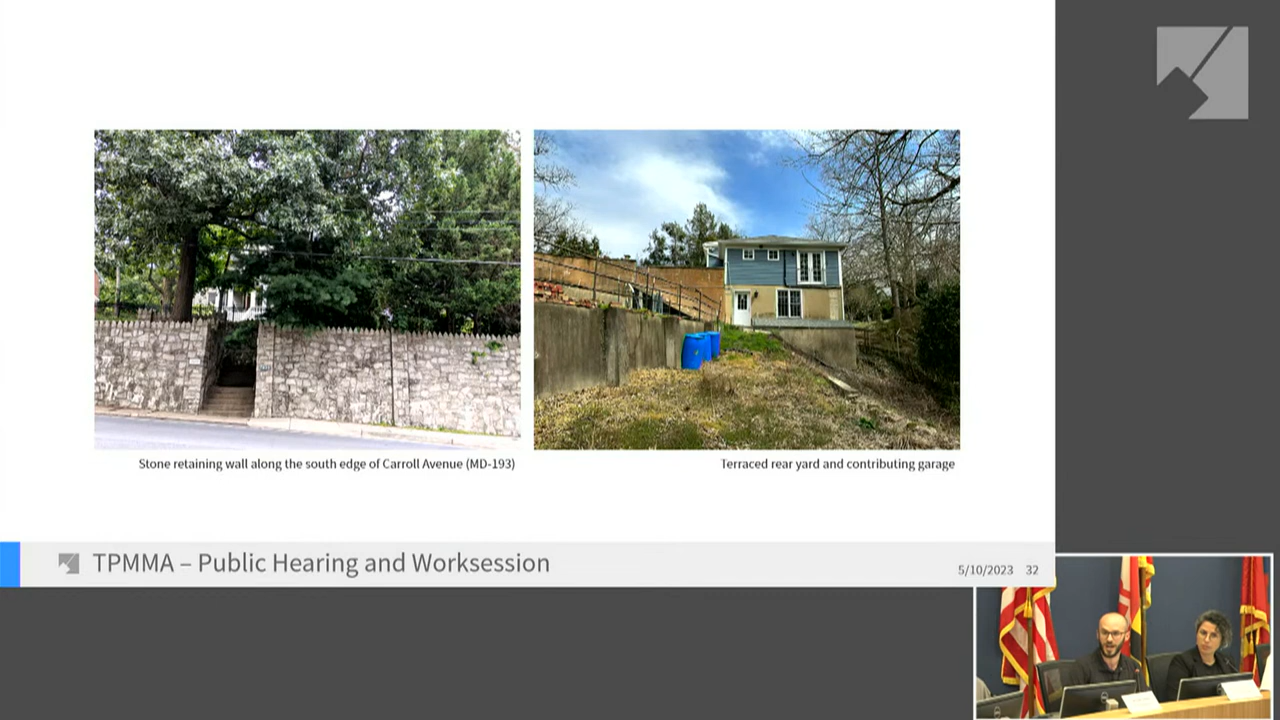 Stone retaining wall along the south edge of Carroll Avenue (MD-193)
Terraced rear yard and contributing garage
TPMMA – Public Hearing and Worksession
5/10/2023 32